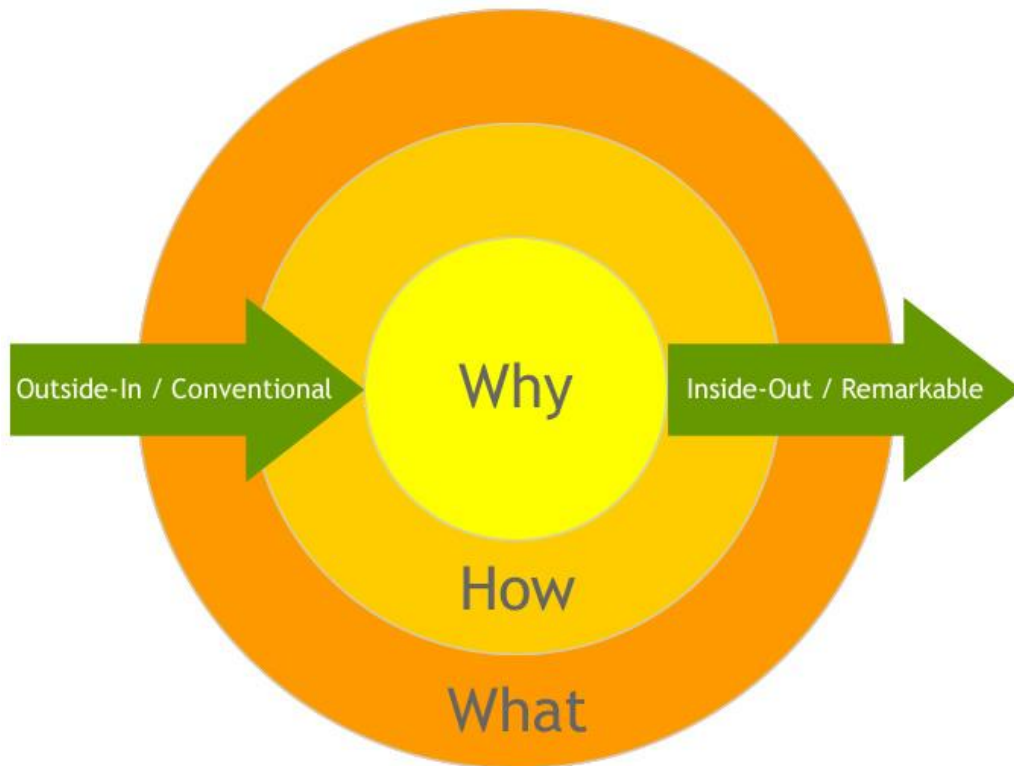 Why
Outside-In / Conventional
Inside-Out / Remarkable
How
What